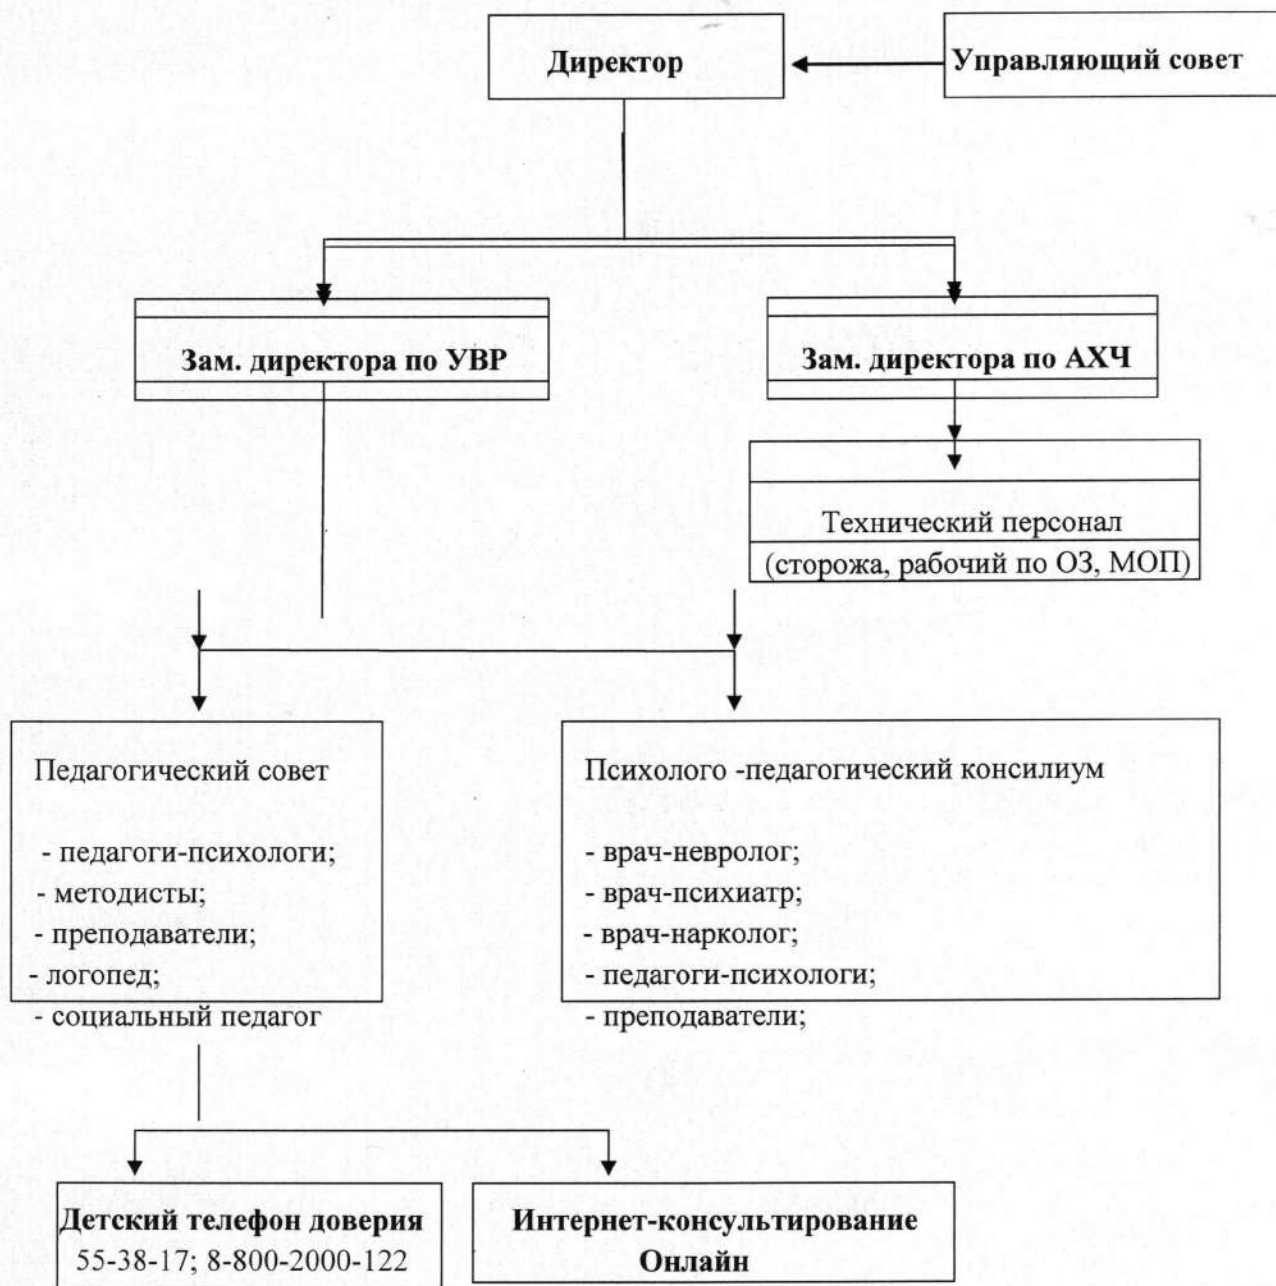 Директор
Управляющий совет
Зам. директора по УВР
Зам. директора по АХЧ
Технический персонал
(сторожа, рабочий по ОЗ, МОП)
Педагогический совет
- педагоги-психологи;
- методисты;
- преподаватели;
- логопед;
- социальный педагог
Психолого -педагогический консилиум
- врач-невролог;
- врач-психиатр;
- врач-нарколог;
- педагоги-психологи;
- преподаватели;
Детский телефон доверия
55-38-17; 8-800-2000-122
Интернет-консультирование
Онлайн